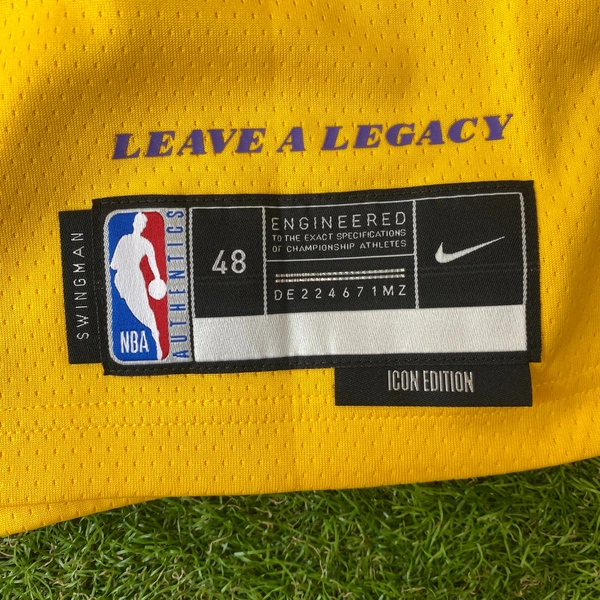 LEAVE A LEGACY
SWINGMAN
NBA
AUTHENTICS
48
ENGINEERED
TO THE EXACT SPECIFICATIONS
OF CHAMPIONSHIP ATHLETES
DE224671MZ
ICON EDITION